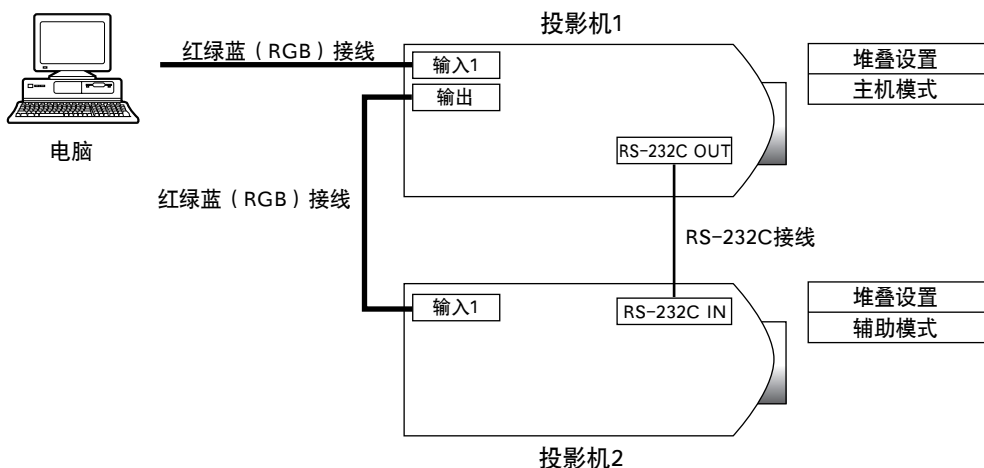 投影机1
红绿蓝（RGB）接线
输入1
堆叠设置
输出
主机模式
电脑
RS-232C OUT
红绿蓝（RGB）接线
RS-232C接线
输入1
RS-232C IN
堆叠设置
辅助模式
投影机2